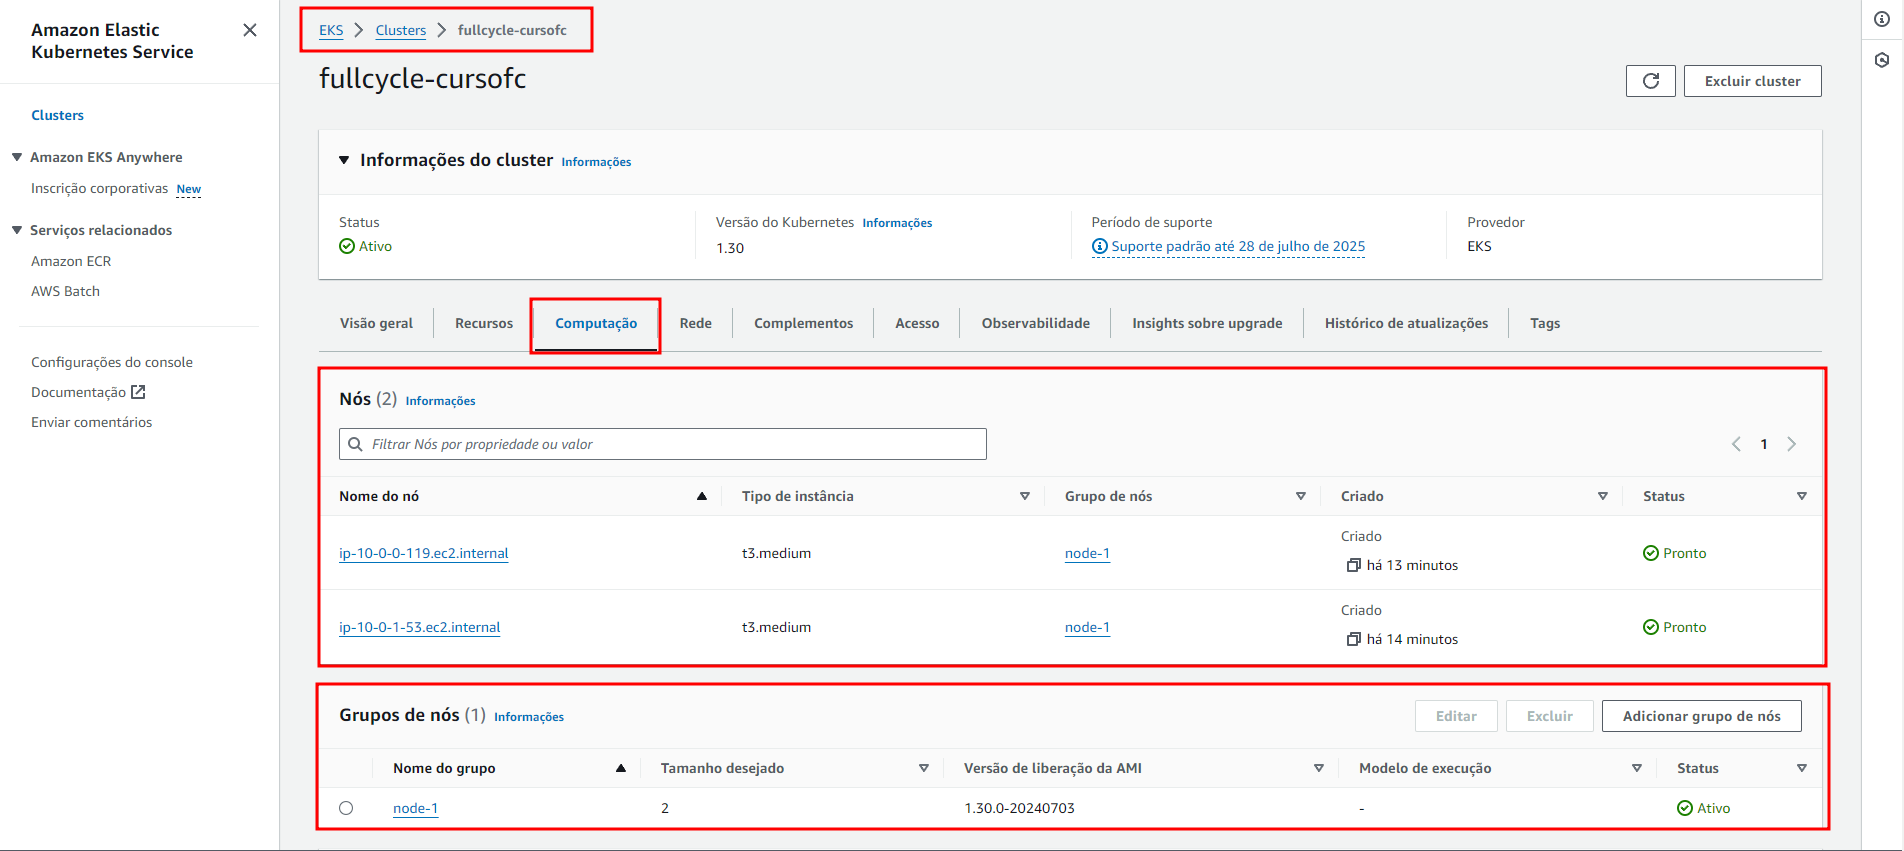 Amazon Elastic
Kubernetes Service
Clusters
Amazon EKS Anywhere
Inscrição corporativas New
Serviços relacionados
Amazon ECR
AWS Batch
Configurações do console
Documentação
Enviar comentários
EKS > Clusters > fullcycle-cursofc
fullcycle-cursofc
Excluir cluster
Informações do cluster Informações
Status
Ativo
Versão do Kubernetes Informações
1.30
Período de suporte
Suporte padrão até 28 de julho de 2025
Provedor
EKS
Visão geral Recursos Computação Rede Complementos Acesso Observabilidade Insights sobre upgrade Histórico de atualizações Tags
Nós (2) Informações
Filtrar Nós por propriedade ou valor
1
Nome do nó Tipo de instância Grupo de nós Criado Status
Criado
ip-10-0-0-119.ec2.internal t3.medium node-1 há 13 minutos Pronto
Criado
ip-10-0-1-53.ec2.internal t3.medium node-1 há 14 minutos Pronto
Grupos de nós (1) Informações
Editar Excluir Adicionar grupo de nós
Nome do grupo Tamanho desejado Versão de liberação da AMI Modelo de execução Status
node-1 2 1.30.0-20240703 - Ativo